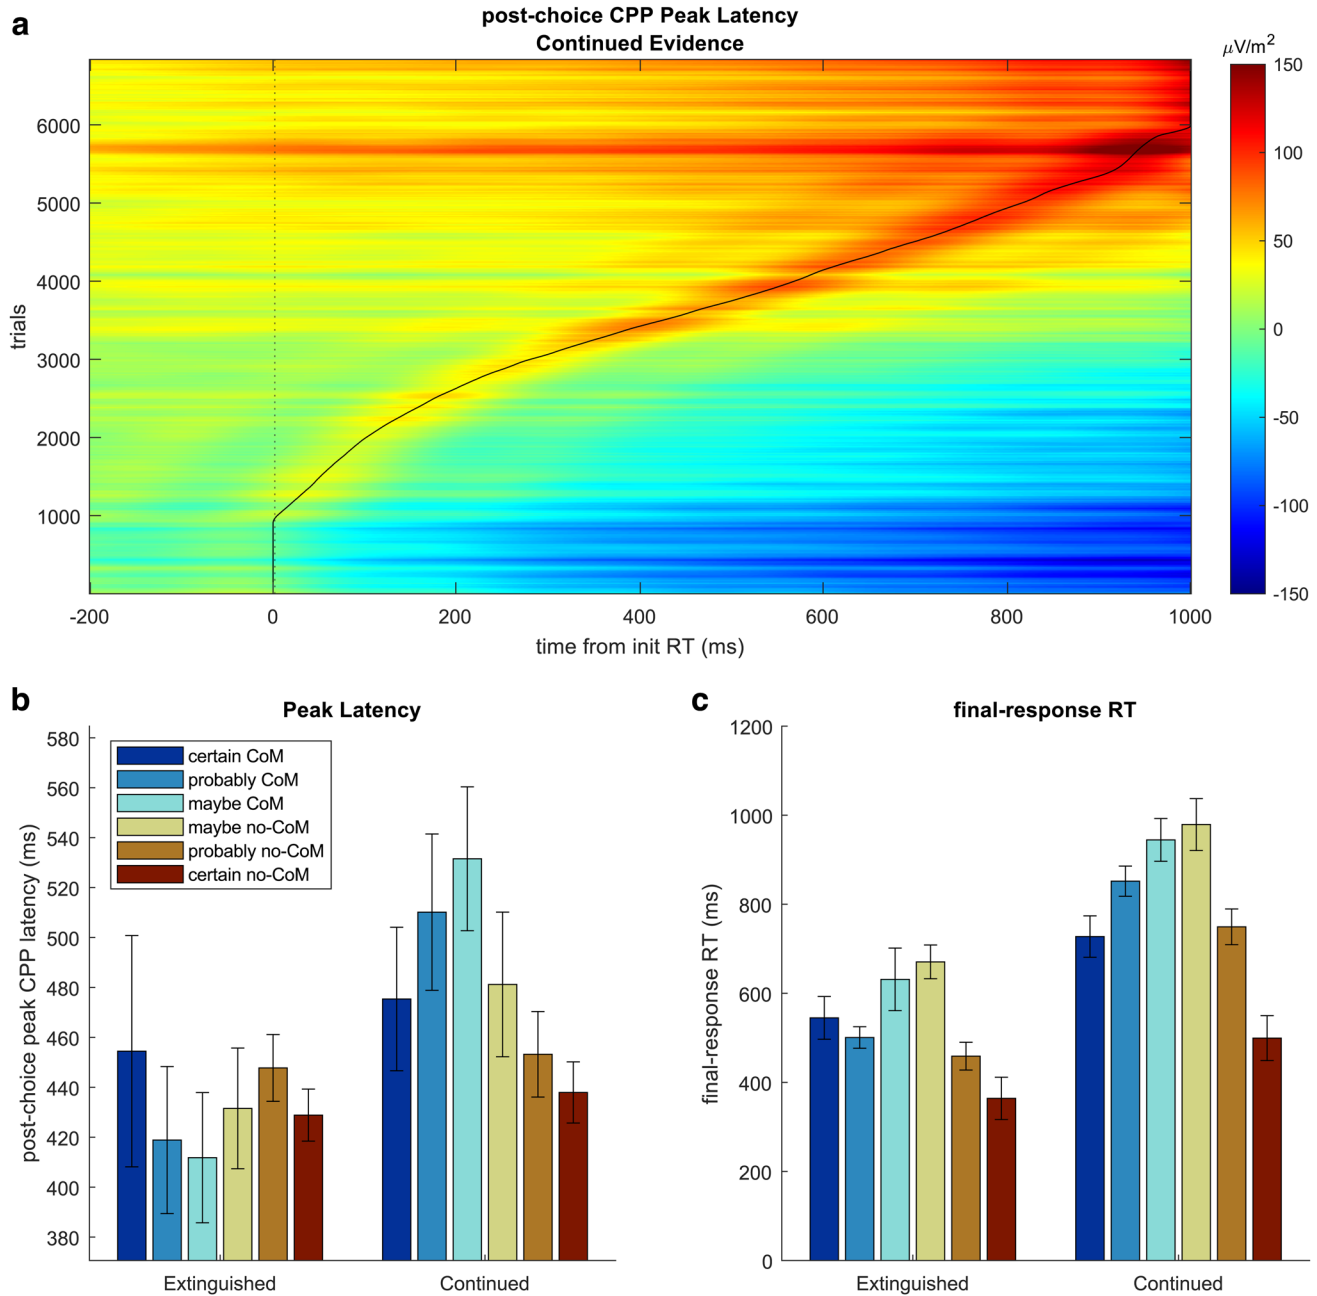 a
post-choice CPP Peak Latency
Continued Evidence
μV/m²
trials
6000
5000
4000
3000
2000
1000
-200
0
200
400
600
800
1000
time from init RT (ms)
150
100
50
0
-50
-100
-150
b
Peak Latency
post-choice peak CPP latency (ms)
580
560
540
520
500
480
460
440
420
400
380
certain CoM
probably CoM
maybe CoM
maybe no-CoM
probably no-CoM
certain no-CoM
Extinguished
Continued
c
final-response RT
final-response RT (ms)
1200
1000
800
600
400
200
0
Extinguished
Continued